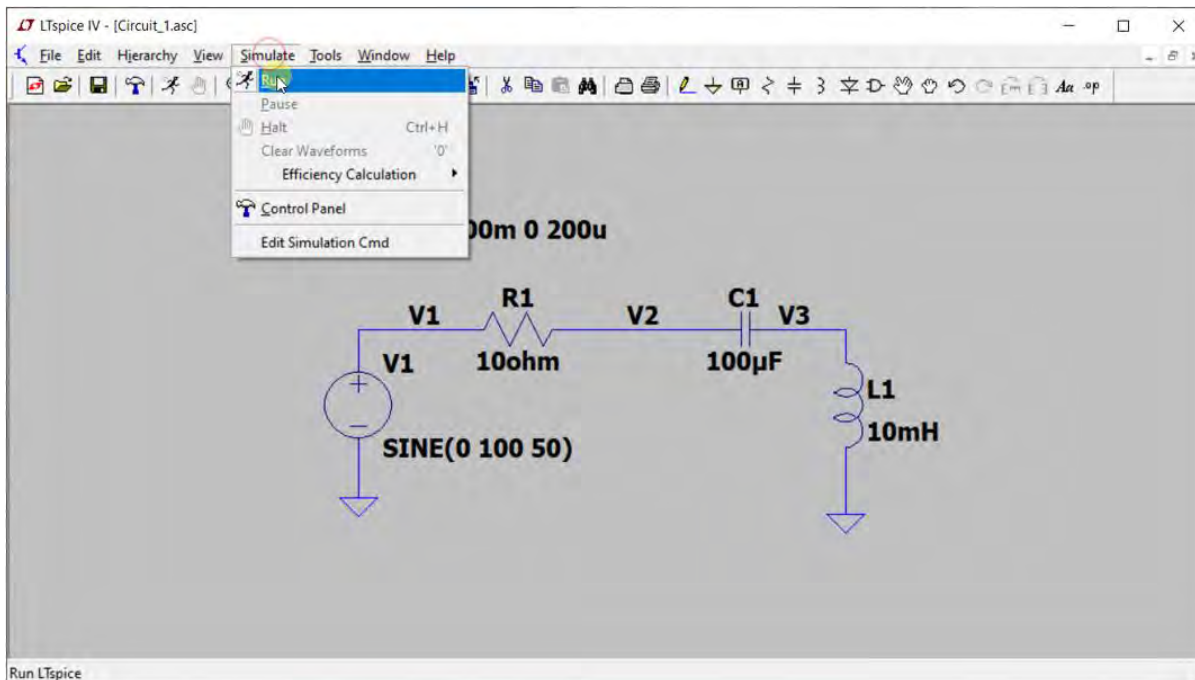 LTspice IV - [Circuit_1.asc]
File Edit Hierarchy View Simulate Tools Window Help
Run
Aa .op
Pause
Halt Ctrl+H
Clear Waveforms '0'
Efficiency Calculation
Control Panel
00m 0 200u
Edit Simulation Cmd
R1 C1
V1 V2 V3
V1 10ohm 100µF
L1
10mH
SINE(0 100 50)
Run LTspice